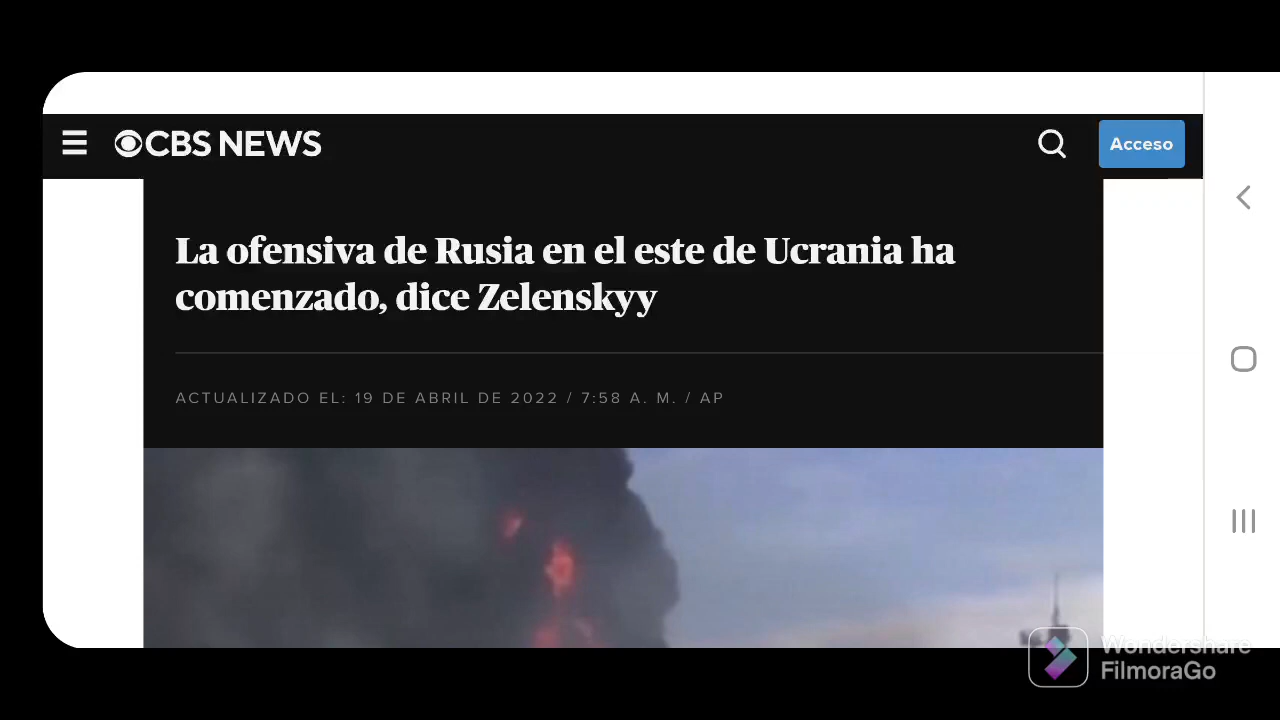 CBS NEWS
Acceso
La ofensiva de Rusia en el este de Ucrania ha
comenzado, dice Zelenskyy
ACTUALIZADO EL: 19 DE ABRIL DE 2022 / 7:58 A. M. / AP
Wondershare
FilmoraGo